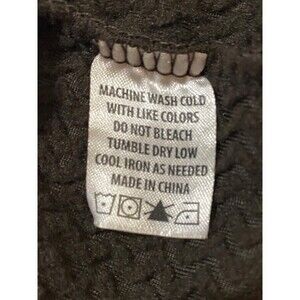 MACHINE WASH COLD
WITH LIKE COLORS
DO NOT BLEACH
TUMBLE DRY LOW
COOL IRON AS NEEDED
MADE IN CHINA